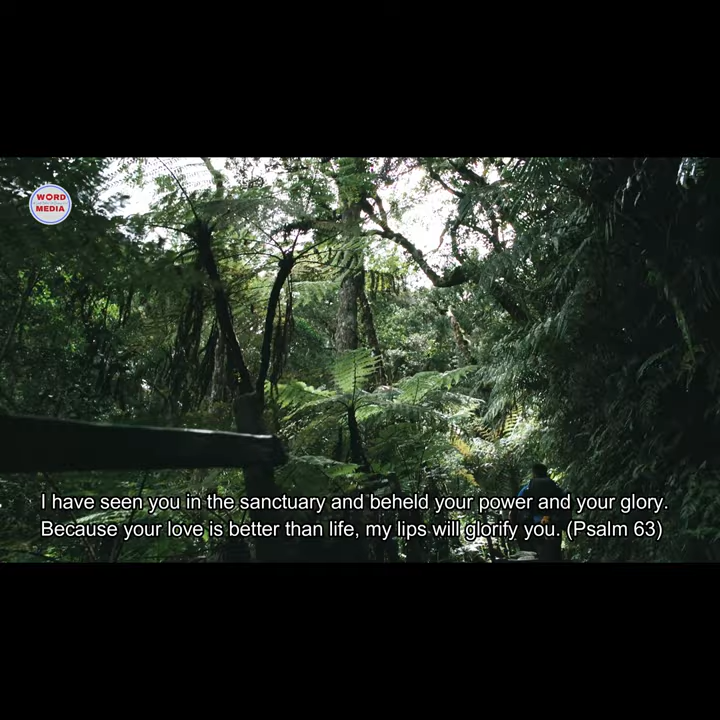 WORD
MEDIA
I have seen you in the sanctuary and beheld your power and your glory.
Because your love is better than life, my lips will glorify you. (Psalm 63)